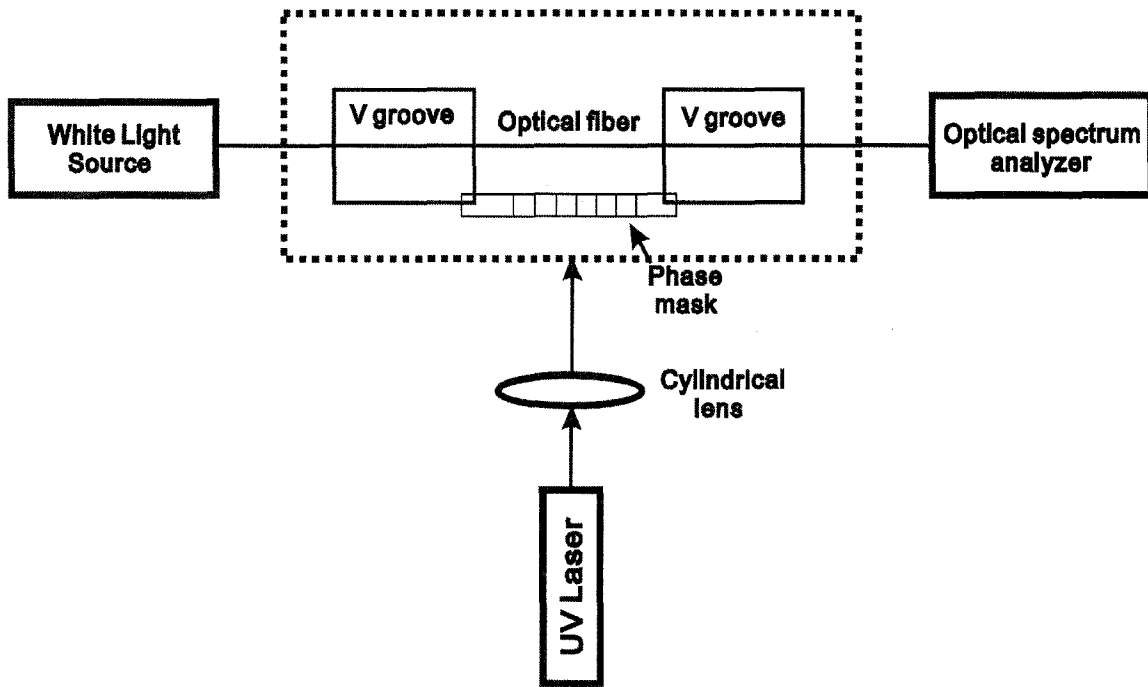 White Light
Source
V groove
Optical fiber
V groove
Optical spectrum
analyzer
Phase
mask
Cylindrical
lens
UV Laser